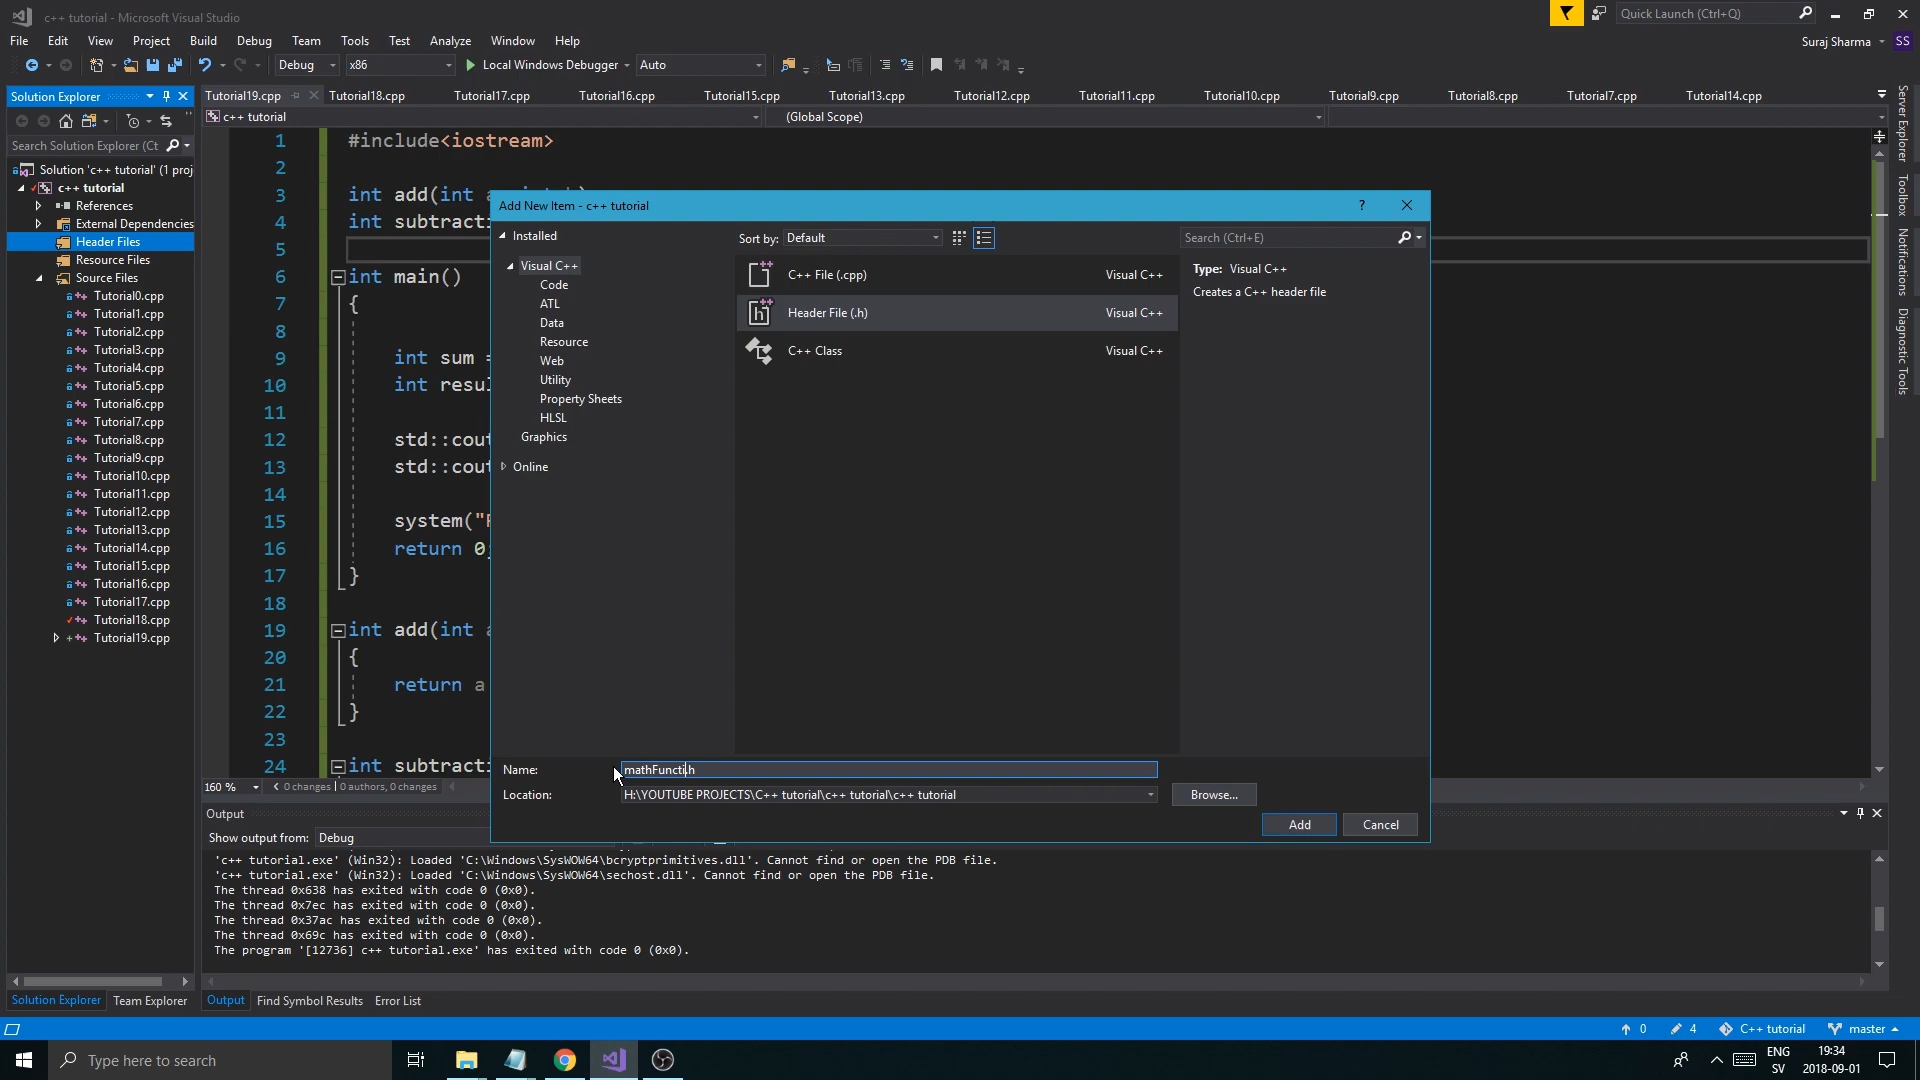 c++ tutorial - Microsoft Visual Studio
Quick Launch (Ctrl+Q)
File Edit View Project Build Debug Team Tools Test Analyze Window Help
Suraj Sharma SS
Debug x86 Local Windows Debugger Auto
Solution Explorer
Tutorial19.cpp Tutorial18.cpp Tutorial17.cpp Tutorial16.cpp Tutorial15.cpp Tutorial13.cpp Tutorial12.cpp Tutorial11.cpp Tutorial10.cpp Tutorial9.cpp Tutorial8.cpp Tutorial7.cpp Tutorial14.cpp
c++ tutorial (Global Scope)
Search Solution Explorer (Ct
Solution 'c++ tutorial' (1 proj
c++ tutorial
References
External Dependencies
Header Files
Resource Files
Source Files
Tutorial0.cpp
Tutorial1.cpp
Tutorial2.cpp
Tutorial3.cpp
Tutorial4.cpp
Tutorial5.cpp
Tutorial6.cpp
Tutorial7.cpp
Tutorial8.cpp
Tutorial9.cpp
Tutorial10.cpp
Tutorial11.cpp
Tutorial12.cpp
Tutorial13.cpp
Tutorial14.cpp
Tutorial15.cpp
Tutorial16.cpp
Tutorial17.cpp
Tutorial18.cpp
Tutorial19.cpp
1 #include<iostream>
2
3 int add(int
4 int subtracti
5
6 int main()
7 {
8
9 int sum =
10 int resul
11
12 std::cout
13 std::cout
14
15 system("
16 return 0;
17 }
18
19 int add(int a
20 {
21 return a
22 }
23
24 int subtracti
Add New Item - c++ tutorial
?
Installed
Visual C++
Code
ATL
Data
Resource
Web
Utility
Property Sheets
HLSL
Graphics
Online
Sort by: Default
Search (Ctrl+E)
C++ File (.cpp) Visual C++
Header File (.h) Visual C++
C++ Class Visual C++
Type: Visual C++
Creates a C++ header file
Name: mathFuncti.h
Location: H:\YOUTUBE PROJECTS\C++ tutorial\c++ tutorial\c++ tutorial
Browse...
Add Cancel
Server Explorer
Toolbox
Notifications
Diagnostic Tools
160 % 0 changes | 0 authors, 0 changes
Output
Show output from: Debug
'c++ tutorial.exe' (Win32): Loaded 'C:\Windows\SysWOW64\bcryptprimitives.dll'. Cannot find or open the PDB file.
'c++ tutorial.exe' (Win32): Loaded 'C:\Windows\SysWOW64\sechost.dll'. Cannot find or open the PDB file.
The thread 0x638 has exited with code 0 (0x0).
The thread 0x7ec has exited with code 0 (0x0).
The thread 0x37ac has exited with code 0 (0x0).
The thread 0x69c has exited with code 0 (0x0).
The program '[12736] c++ tutorial.exe' has exited with code 0 (0x0).
Solution Explorer Team Explorer Output Find Symbol Results Error List
0 4 C++ tutorial master
Type here to search
ENG
SV
19:34
2018-09-01